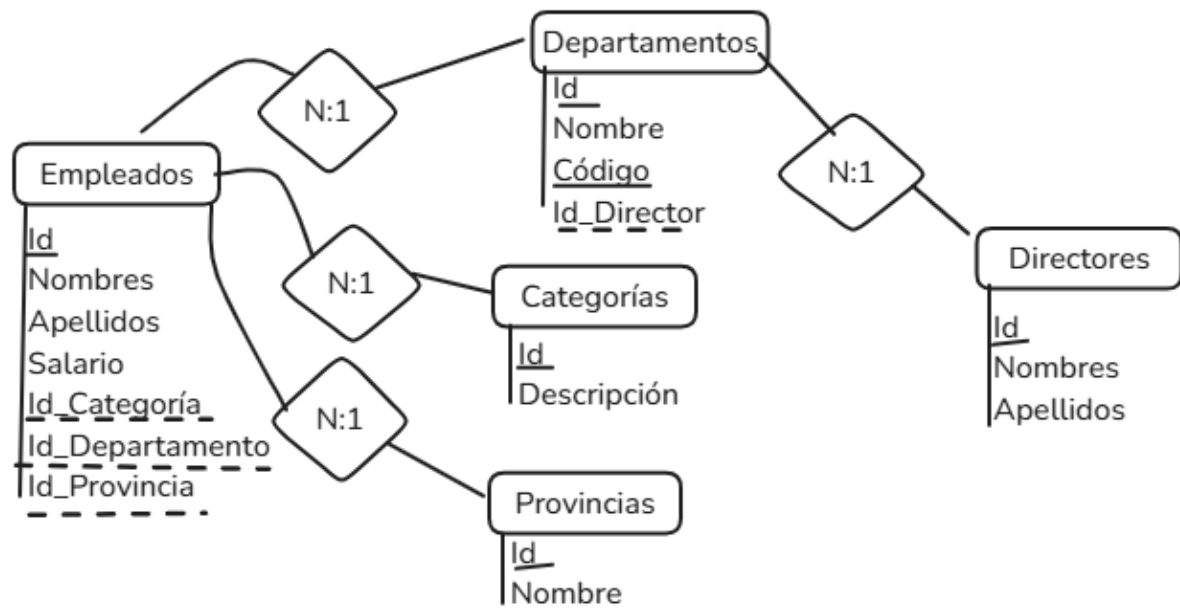 Departamentos
Id
Nombre
Código
Id_Director
N:1
N:1
Empleados
Id
Nombres
Apellidos
Salario
Id_Categoría
Id_Departamento
Id_Provincia
N:1
Categorías
Id
Descripción
Directores
Id
Nombres
Apellidos
N:1
Provincias
Id
Nombre